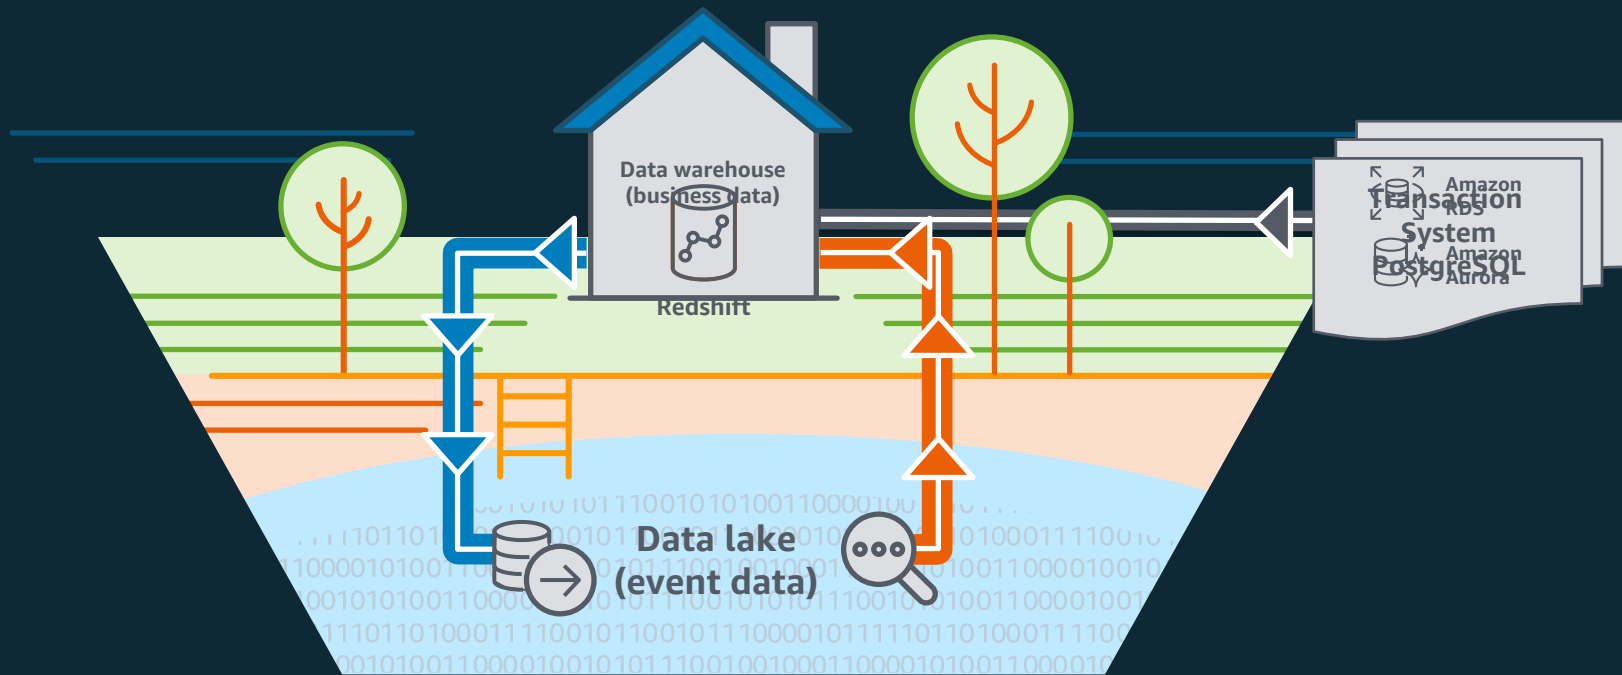 Data warehouse
(business data)
Redshift
Amazon
RDS
Transaction
System
PostgreSQL
Amazon
Aurora
Data lake
(event data)